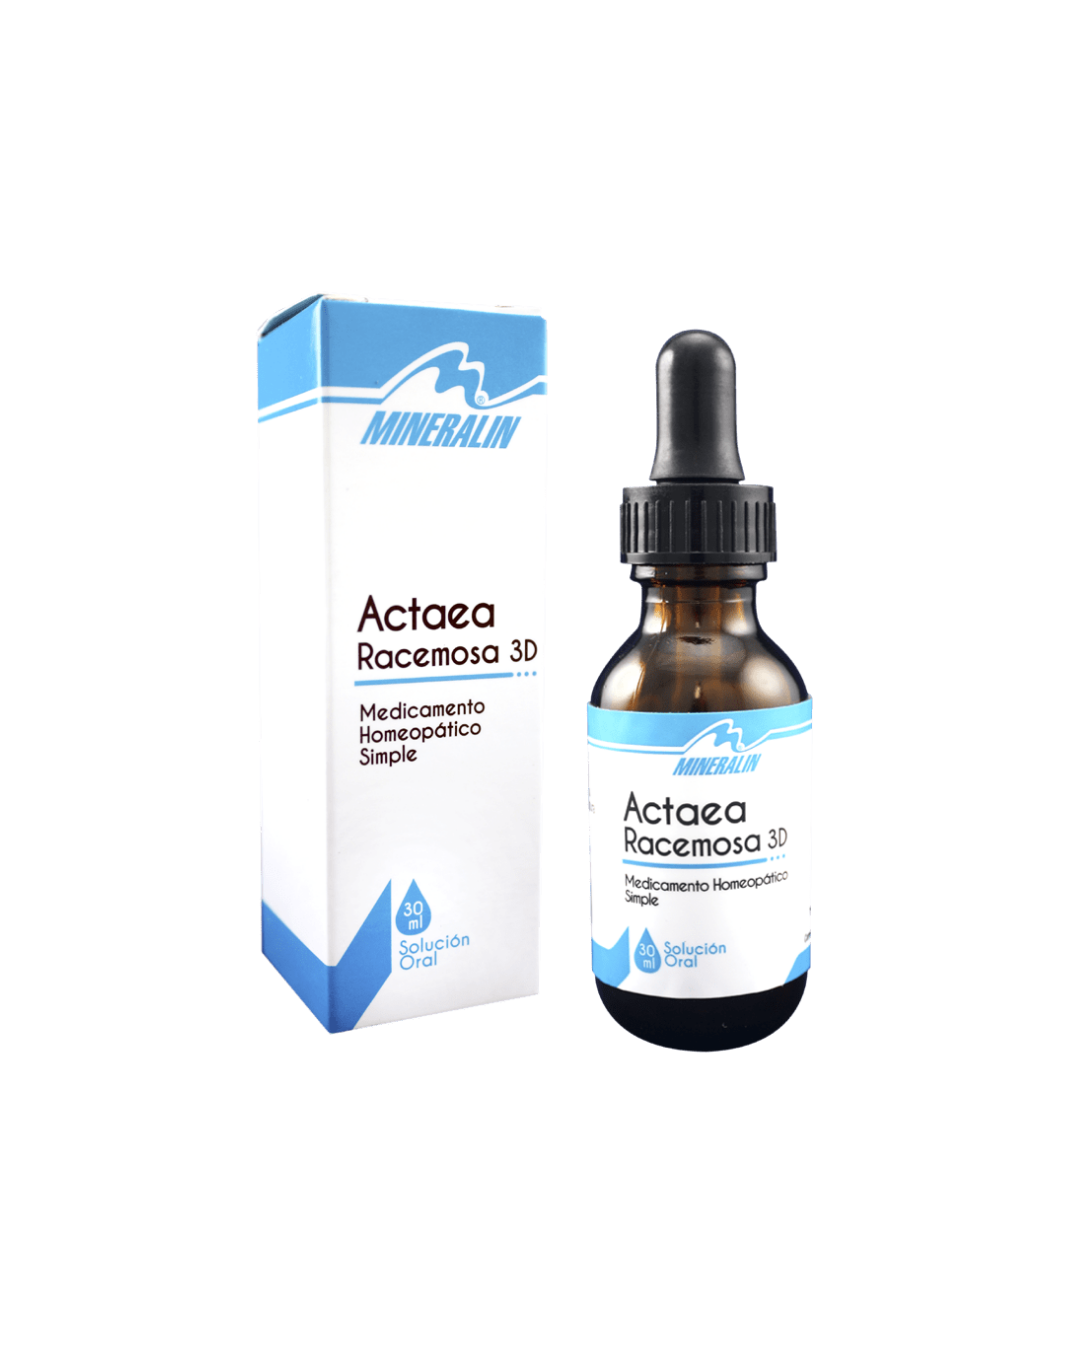 MINERALIN
Actaea
Racemosa 3D
Medicamento
Homeopático
Simple
30
ml
Solución
Oral
MINERALIN
Actaea
Racemosa 3D
Medicamento Homeopático
Simple
30
ml
Solución
Oral